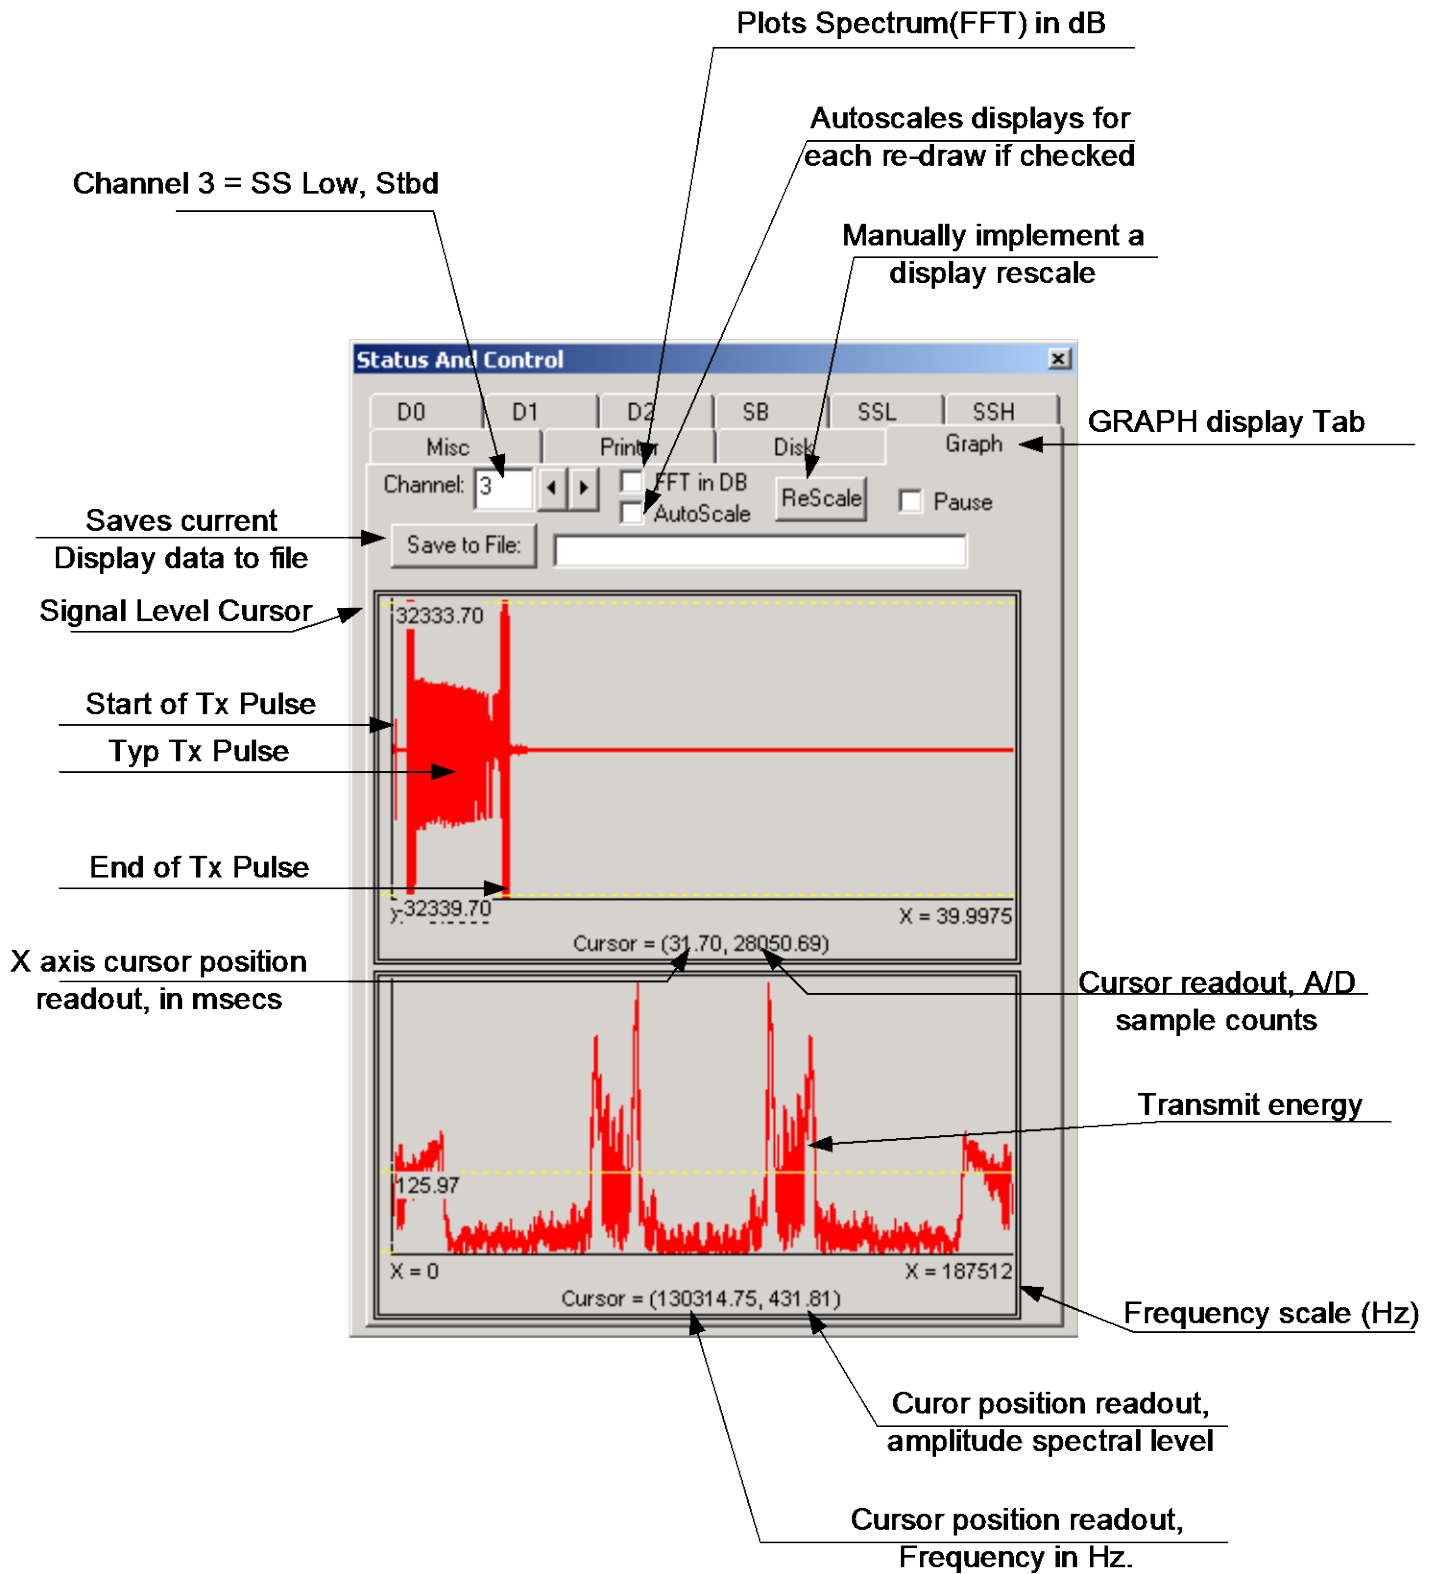 Plots Spectrum(FFT) in dB
Autoscales displays for
each re-draw if checked
Channel 3 = SS Low, Stbd
Manually implement a
display rescale
Status And Control
D0 D1 D2 SB SSL SSH
Misc Printer Disk Graph
GRAPH display Tab
Channel: 3 FFT in DB ReScale Pause
AutoScale
Saves current
Display data to file
Save to File:
Signal Level Cursor
32333.70
Start of Tx Pulse
Typ Tx Pulse
End of Tx Pulse
-32339.70
X = 39.9975
Cursor = (31.70, 28050.69)
X axis cursor position
readout, in msecs
Cursor readout, A/D
sample counts
Transmit energy
125.97
X = 0 X = 187512
Cursor = (130314.75, 431.81)
Frequency scale (Hz)
Curor position readout,
amplitude spectral level
Cursor position readout,
Frequency in Hz.